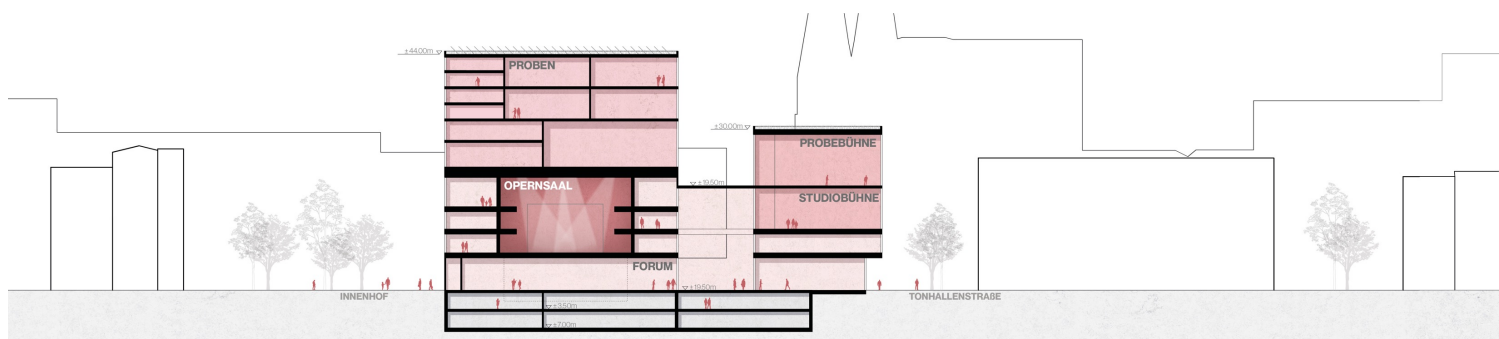 ±44.00m
PROBEN
±30.00m
PROBEBÜHNE
OPERNSAAL
±19.50m
STUDIOBÜHNE
FORUM
INNENHOF
±19.50m
TONHALLENSTRAßE
±3.50m
±7.00m